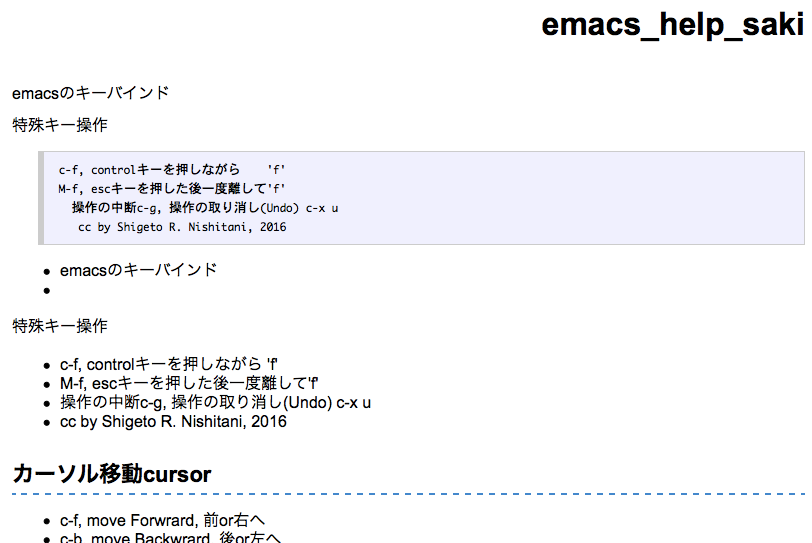 emacs_help_saki
emacsのキーバインド
特殊キー操作
c-f, controlキーを押しながら 'f'
M-f, escキーを押した後一度離して'f'
操作の中断c-g, 操作の取り消し(Undo) c-x u
cc by Shigeto R. Nishitani, 2016
emacsのキーバインド
特殊キー操作
c-f, controlキーを押しながら 'f'
M-f, escキーを押した後一度離して'f'
操作の中断c-g, 操作の取り消し(Undo) c-x u
cc by Shigeto R. Nishitani, 2016
カーソル移動cursor
c-f, move Forwrard, 前or右へ
c-b, move Backwrard, 後or左へ